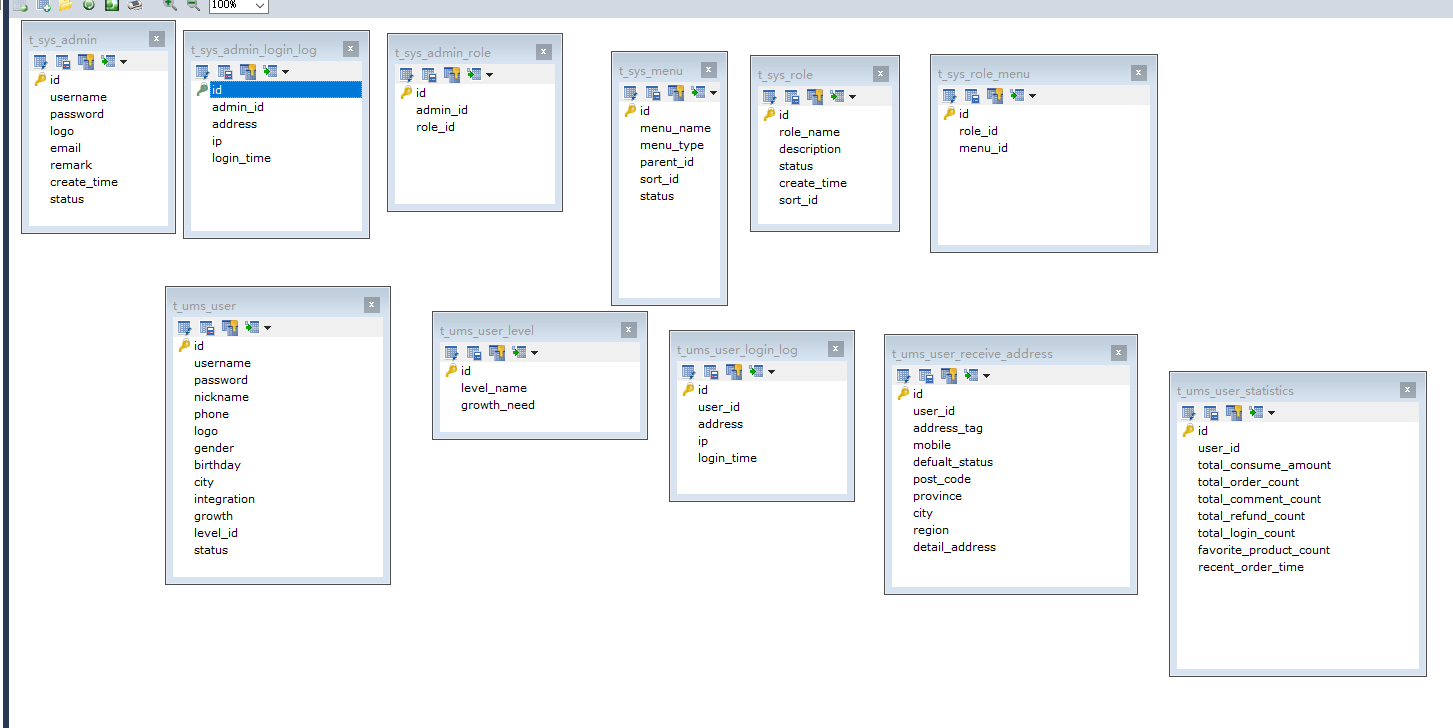 100%
t_sys_admin
id
username
password
logo
email
remark
create_time
status
t_sys_admin_login_log
id
admin_id
address
ip
login_time
t_sys_admin_role
id
admin_id
role_id
t_sys_menu
id
menu_name
menu_type
parent_id
sort_id
status
t_sys_role
id
role_name
description
status
create_time
sort_id
t_sys_role_menu
id
role_id
menu_id
t_ums_user
id
username
password
nickname
phone
logo
gender
birthday
city
integration
growth
level_id
status
t_ums_user_level
id
level_name
growth_need
t_ums_user_login_log
id
user_id
address
ip
login_time
t_ums_user_receive_address
id
user_id
address_tag
mobile
defualt_status
post_code
province
city
region
detail_address
t_ums_user_statistics
id
user_id
total_consume_amount
total_order_count
total_comment_count
total_refund_count
total_login_count
favorite_product_count
recent_order_time